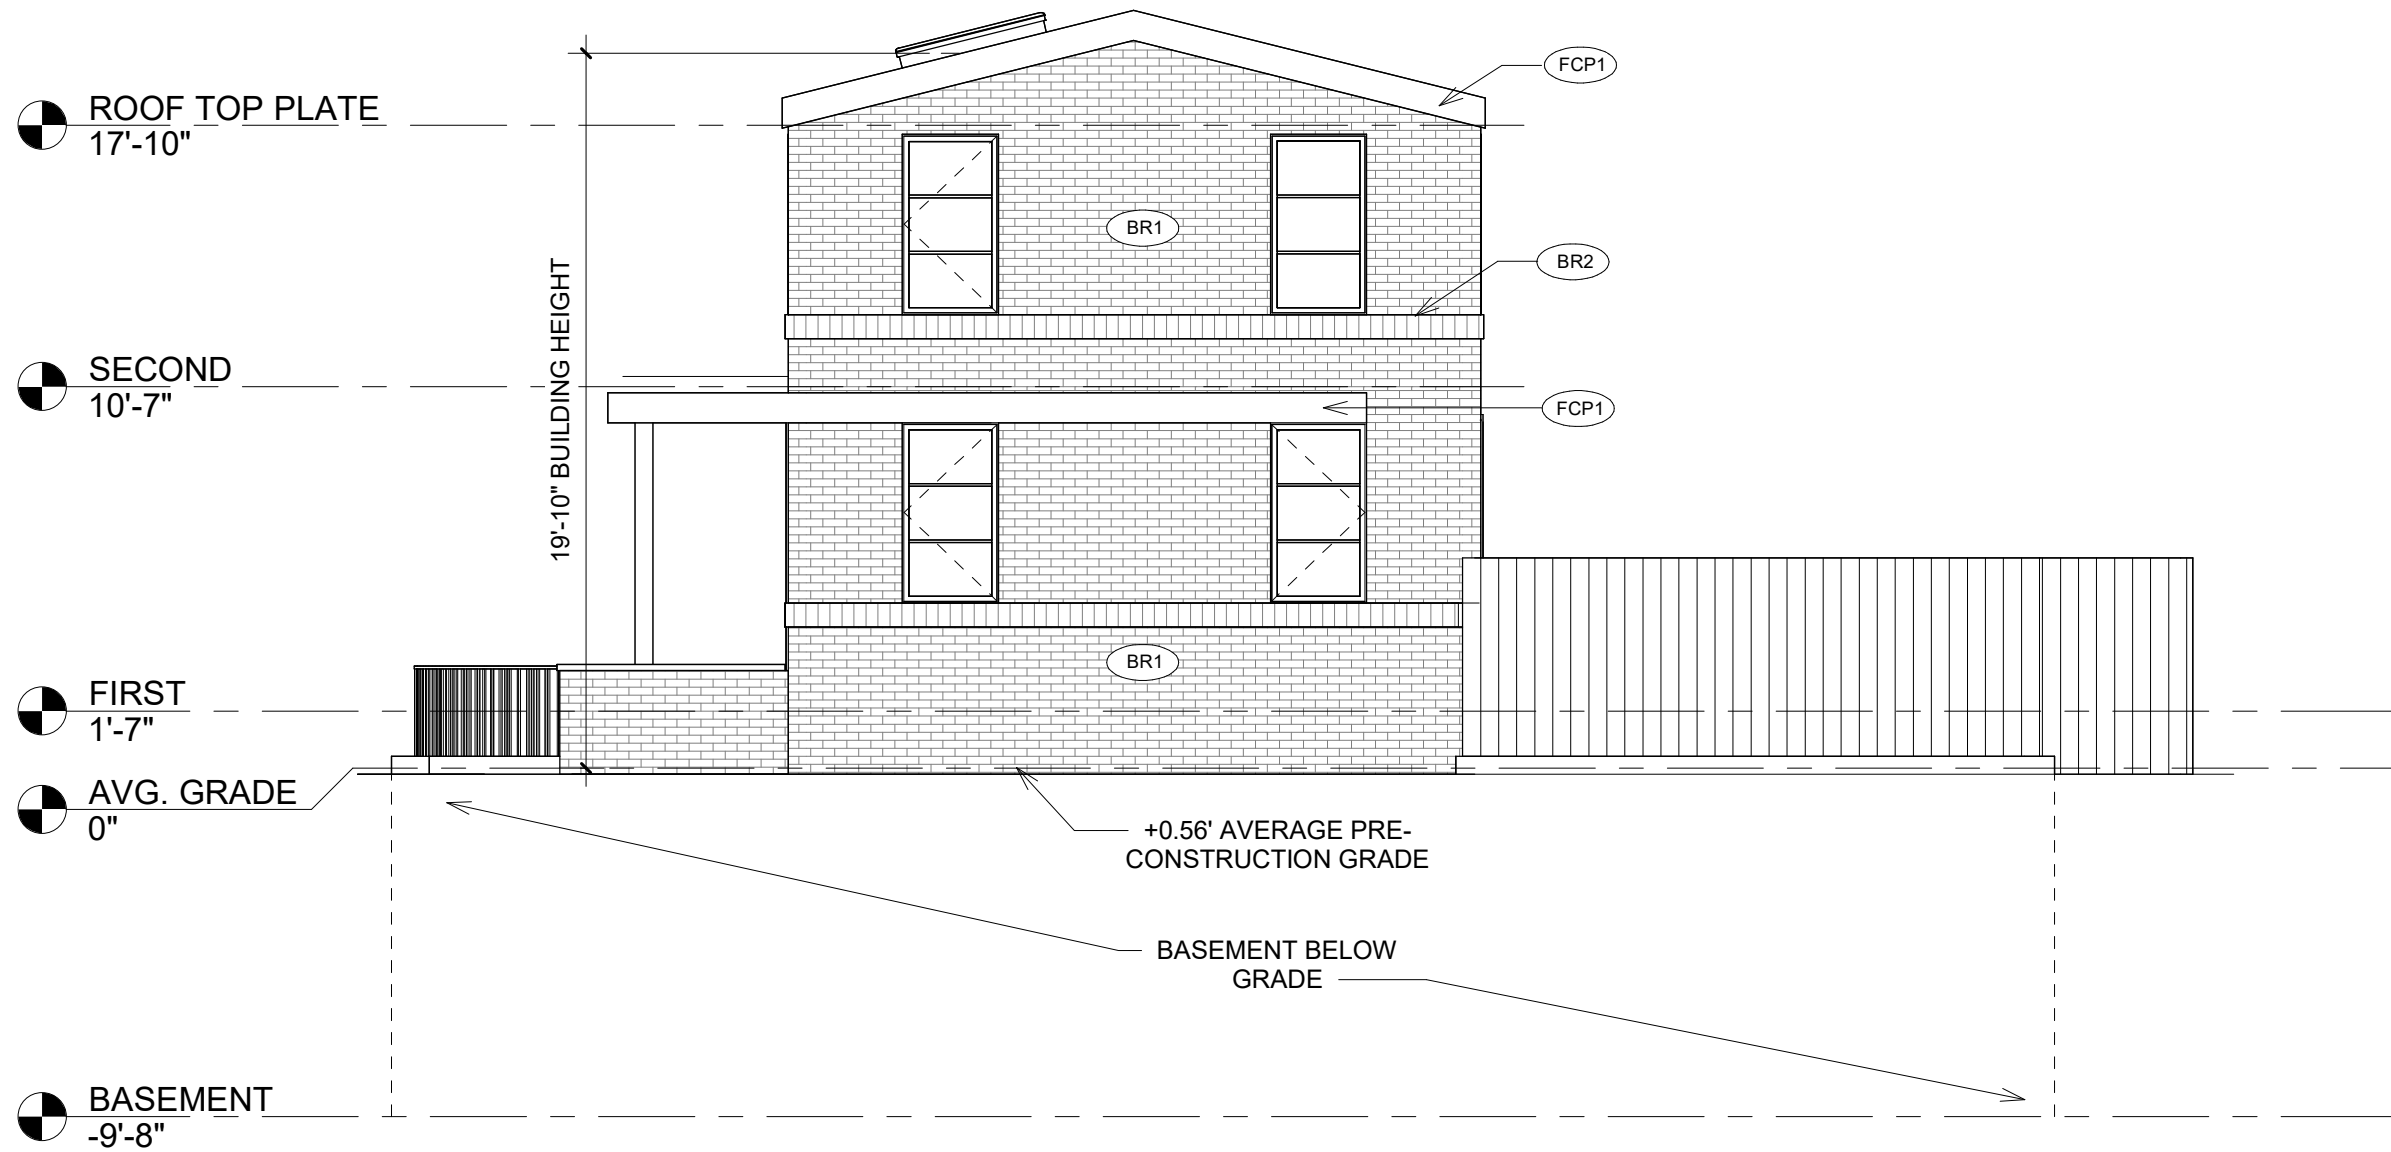 FCP1
ROOF TOP PLATE
17'-10"
BR1
BR2
19'-10" BUILDING HEIGHT
SECOND
10'-7"
FCP1
BR1
FIRST
1'-7"
AVG. GRADE
0"
+0.56' AVERAGE PRE-
CONSTRUCTION GRADE
BASEMENT BELOW
GRADE
BASEMENT
-9'-8"